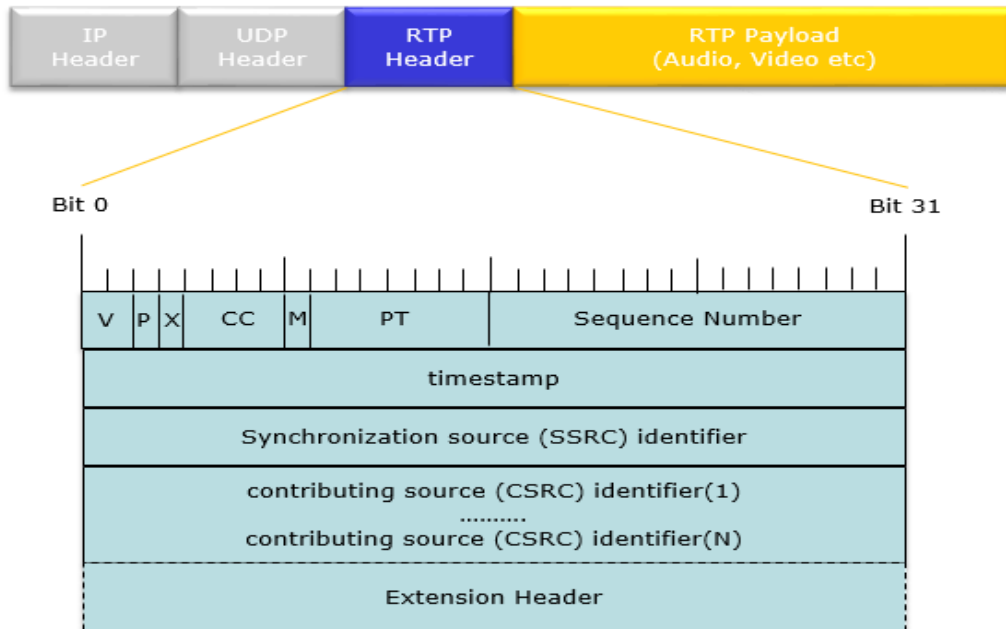 IP
Header
UDP
Header
RTP
Header
RTP Payload
(Audio, Video etc)
Bit 0
Bit 31
V P X CC M PT Sequence Number
timestamp
Synchronization source (SSRC) identifier
contributing source (CSRC) identifier(1)
..........
contributing source (CSRC) identifier(N)
Extension Header